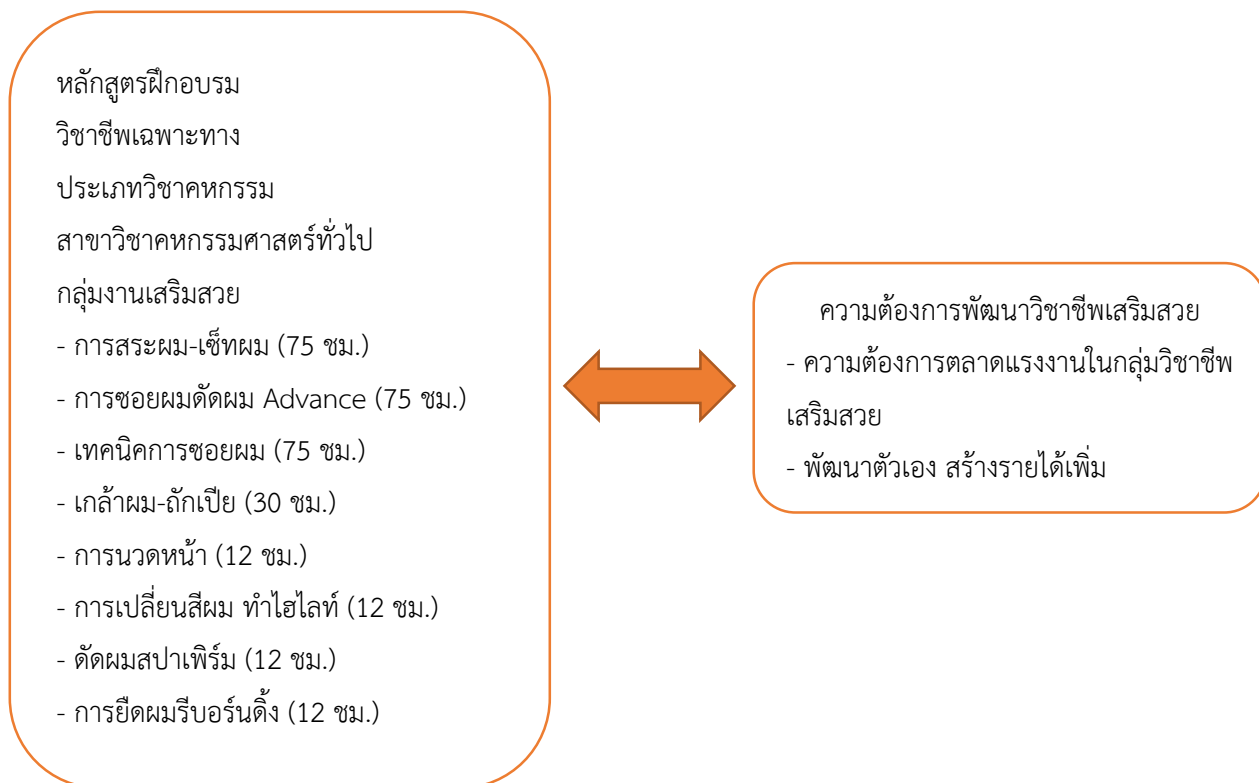 หลักสูตรฝึกอบรม
วิชาชีพเฉพาะทาง
ประเภทวิชาคหกรรม
สาขาวิชาคหกรรมศาสตร์ทั่วไป
กลุ่มงานเสริมสวย
- การสระผม-เซ็ทผม (75 ชม.)
- การซอยผมดัดผม Advance (75 ชม.)
- เทคนิคการซอยผม (75 ชม.)
- เกล้าผม-ถักเปีย (30 ชม.)
- การนวดหน้า (12 ชม.)
- การเปลี่ยนสีผม ทำไฮไลท์ (12 ชม.)
- ดัดผมสปาเพิร์ม (12 ชม.)
- การยืดผมรีบอร์นดิ้ง (12 ชม.)
ความต้องการพัฒนาวิชาชีพเสริมสวย
- ความต้องการตลาดแรงงานในกลุ่มวิชาชีพ
เสริมสวย
- พัฒนาตัวเอง สร้างรายได้เพิ่ม